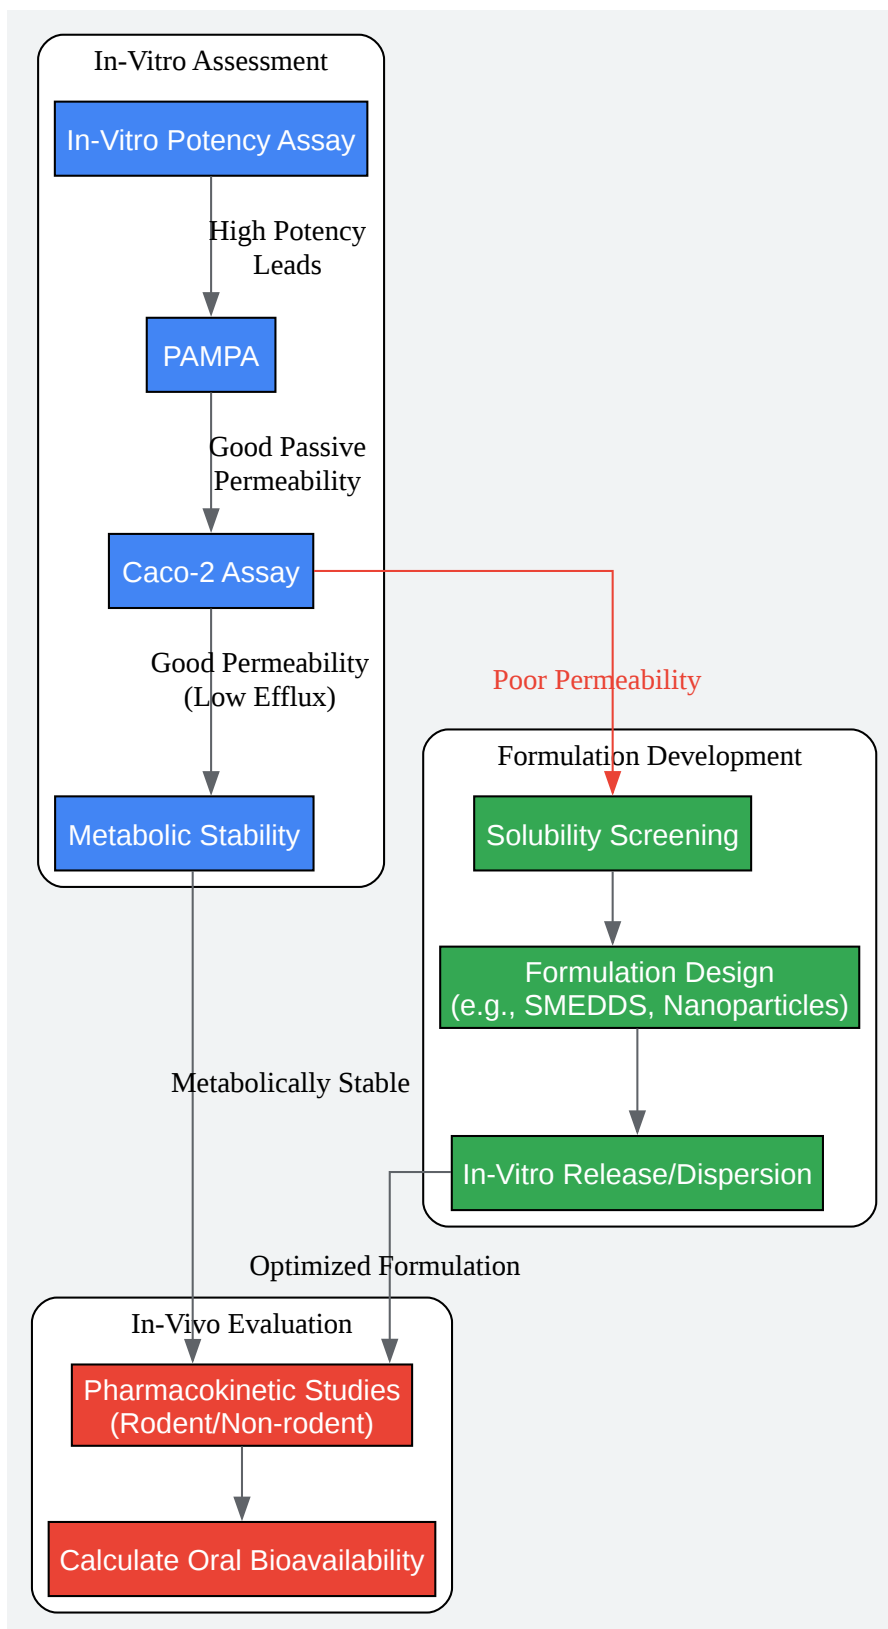 In-Vitro Assessment
In-Vitro Potency Assay
High Potency
Leads
PAMPA
Good Passive
Permeability
Caco-2 Assay
Good Permeability
(Low Efflux)
Poor Permeability
Metabolic Stability
Formulation Development
Solubility Screening
Formulation Design
(e.g., SMEDDS, Nanoparticles)
Metabolically Stable
In-Vitro Release/Dispersion
Optimized Formulation
In-Vivo Evaluation
Pharmacokinetic Studies
(Rodent/Non-rodent)
Calculate Oral Bioavailability